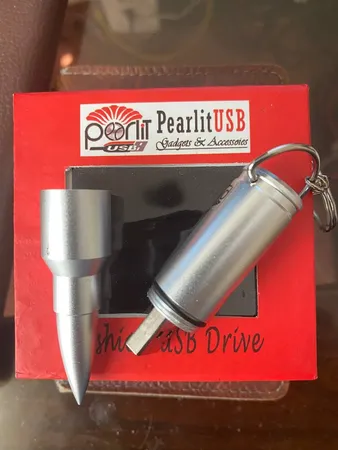 PearlIT
USB
PearlitUSB
Gadgets & Accessories
USB Drive